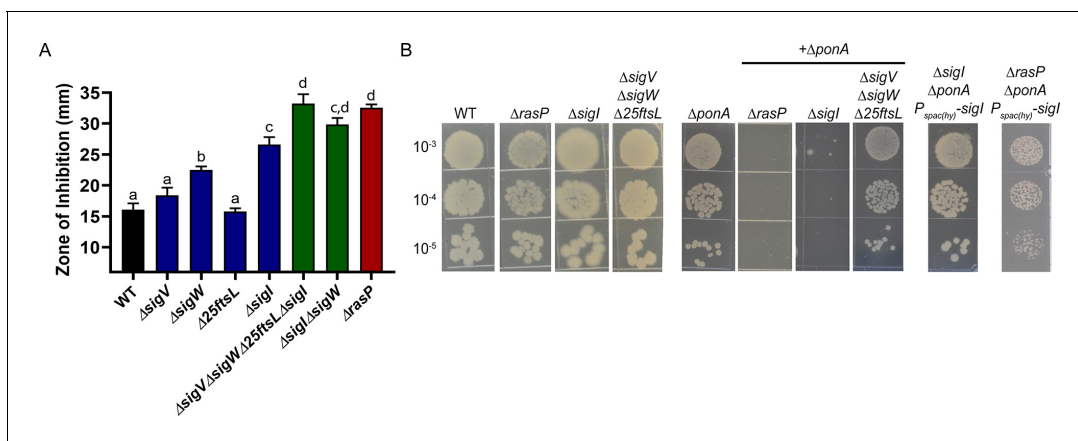 A
Zone of Inhibition (mm)
35
30
25
20
15
10
a
a
b
a
c
d
c,d
d
WT
ΔsigV
ΔsigW
Δ25ftsL
ΔsigI
ΔsigVΔsigWΔ25ftsLΔsigI
ΔsigIΔsigW
ΔrasP
B
+ΔponA
WT
ΔrasP
ΔsigI
ΔsigV
ΔsigW
Δ25ftsL
ΔponA
ΔrasP
ΔsigI
ΔsigV
ΔsigW
Δ25ftsL
ΔsigI
ΔponA
Pspac(hy)-sigI
ΔrasP
ΔponA
Pspac(hy)-sigI
10-3
10-4
10-5